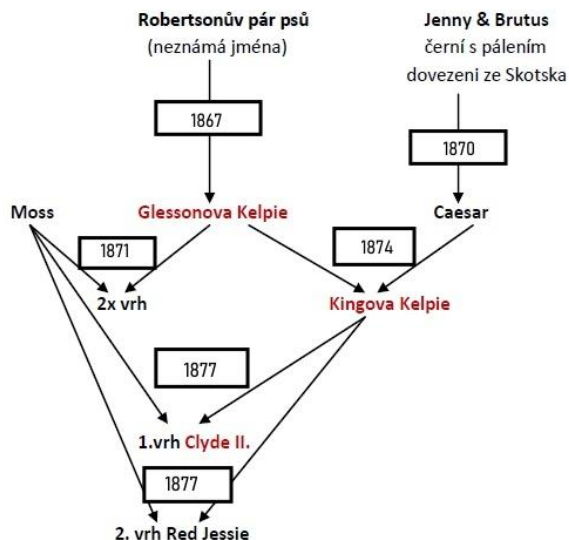 Robertsonův pár psů
(neznámá jména)
Jenny & Brutus
černí s pálením
dovezeni ze Skotska
1867
1870
Moss
Glessonova Kelpie
Caesar
1871
1874
2x vrh
Kingova Kelpie
1877
1.vrh Clyde II.
1877
2. vrh Red Jessie